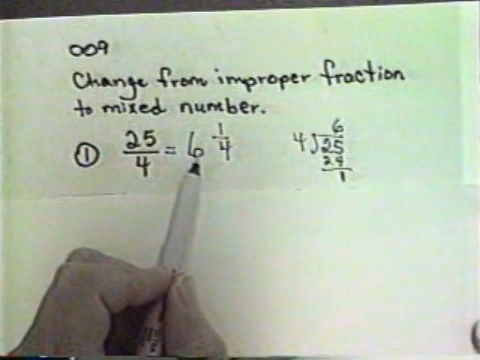 009
Change from improper fraction
to mixed number.
① 25/4 = 6 1/4
6
4)25
24
1